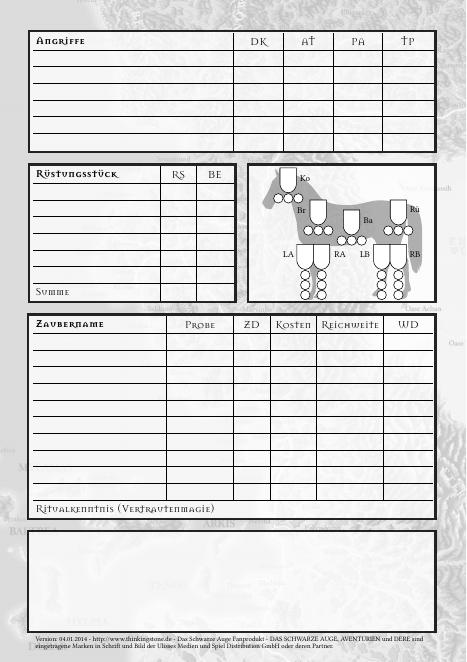 Angriffe DK AT PA TP
Rüstungsstück RS BE
Summe
Ko
Br
Ba
Rü
LA RA LB RB
Zaubername Probe ZD Kosten Reichweite WD
Ritualkenntnis (Vertrautenmagie)
Version: 04.01.2014 - http://www.thinkingstone.de - Das Schwarze Auge Fanprodukt - DAS SCHWARZE AUGE, AVENTURIEN und DERE sind
eingetragene Marken in Schrift und Bild der Ulisses Medien und Spiel Distribution GmbH oder deren Partner.